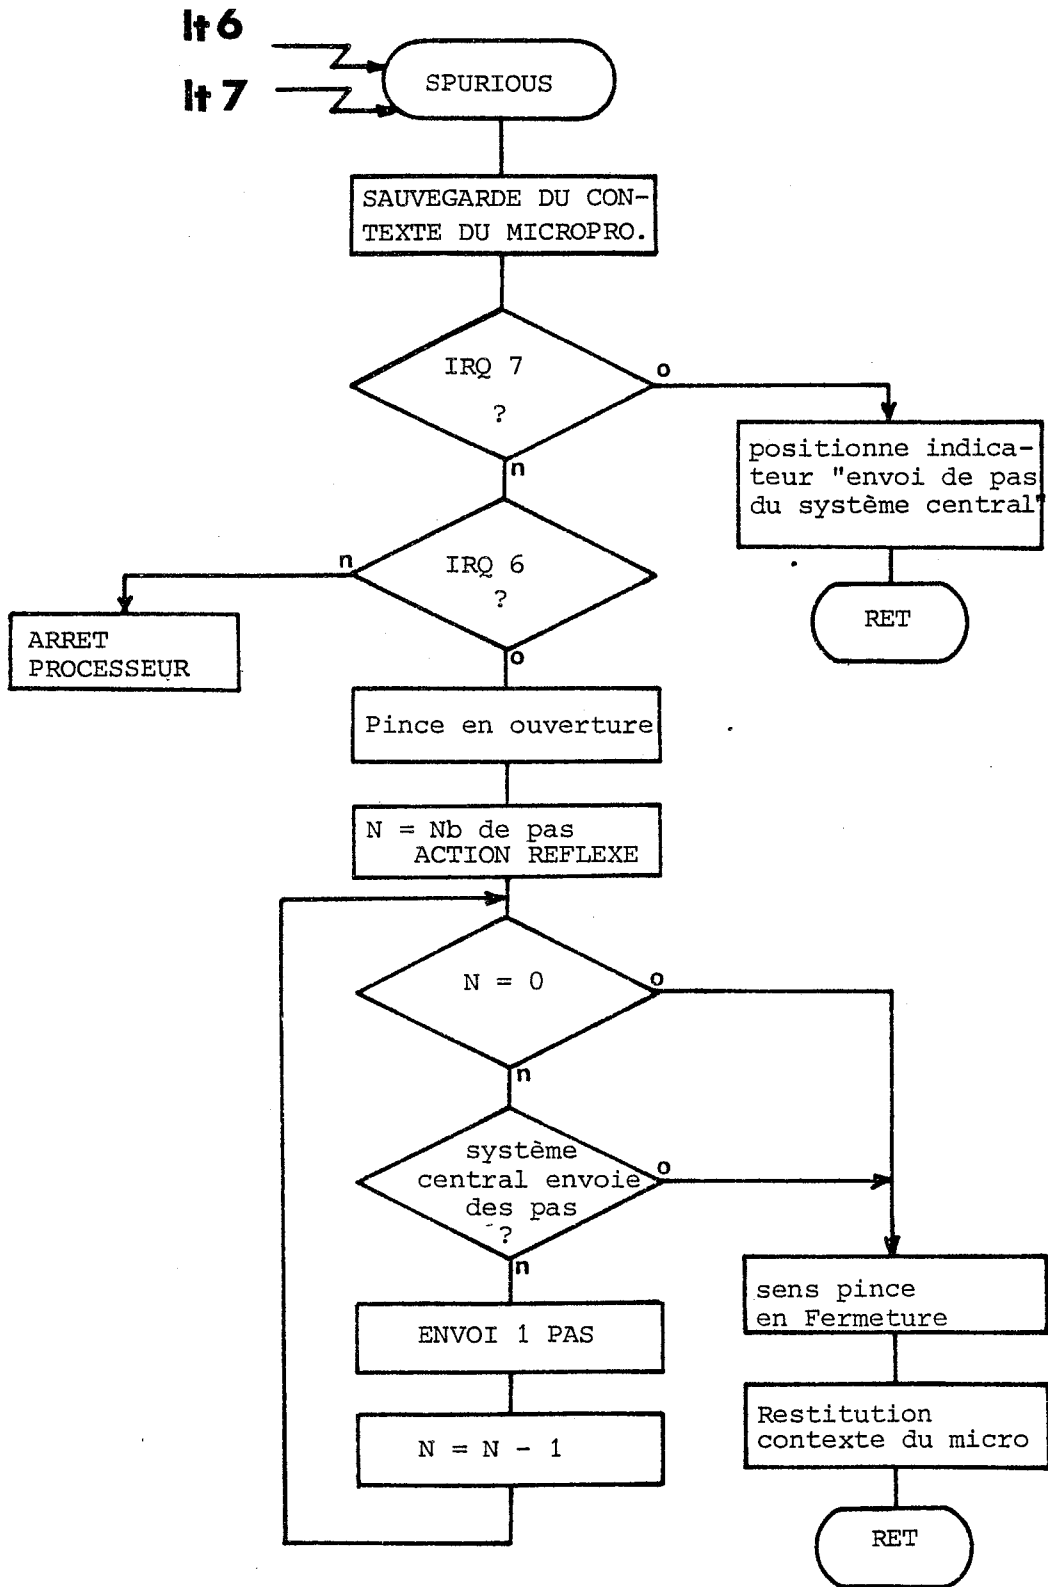 It 6
It 7
SPURIOUS
SAUVEGARDE DU CON-
TEXTE DU MICROPRO.
IRQ 7
?
o
n
positionne indica-
teur "envoi de pas
du système central"
RET
IRQ 6
?
n
o
ARRET
PROCESSEUR
Pince en ouverture
N = Nb de pas
ACTION REFLEXE
N = 0
o
n
système
central envoie
des pas
?
o
n
ENVOI 1 PAS
N = N - 1
sens pince
en Fermeture
Restitution
contexte du micro
RET